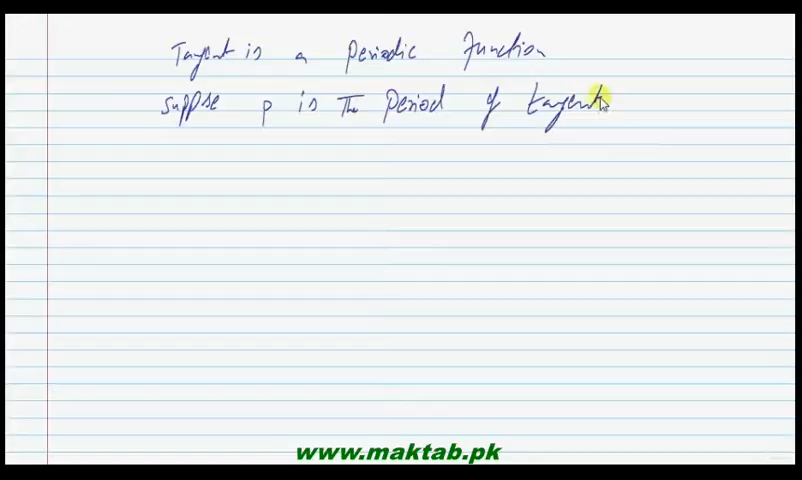 Tangent is a Periodic function
suppse p is The Period of tangent
www.maktab.pk